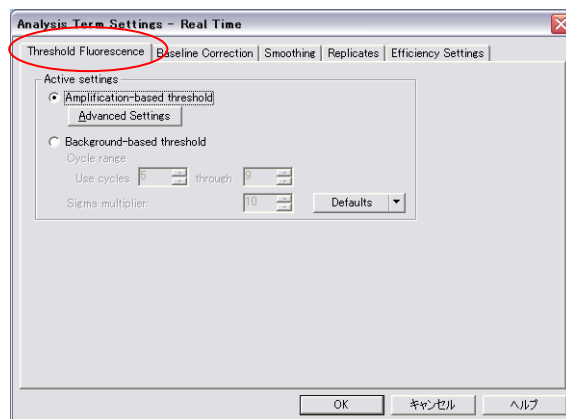 Analysis Term Settings - Real Time
Threshold Fluorescence Baseline Correction Smoothing Replicates Efficiency Settings
Active settings
Amplification-based threshold
Advanced Settings
Background-based threshold
Cycle range
Use cycles 5 through 9
Sigma multiplier: 10 Defaults
OK キャンセル ヘルプ